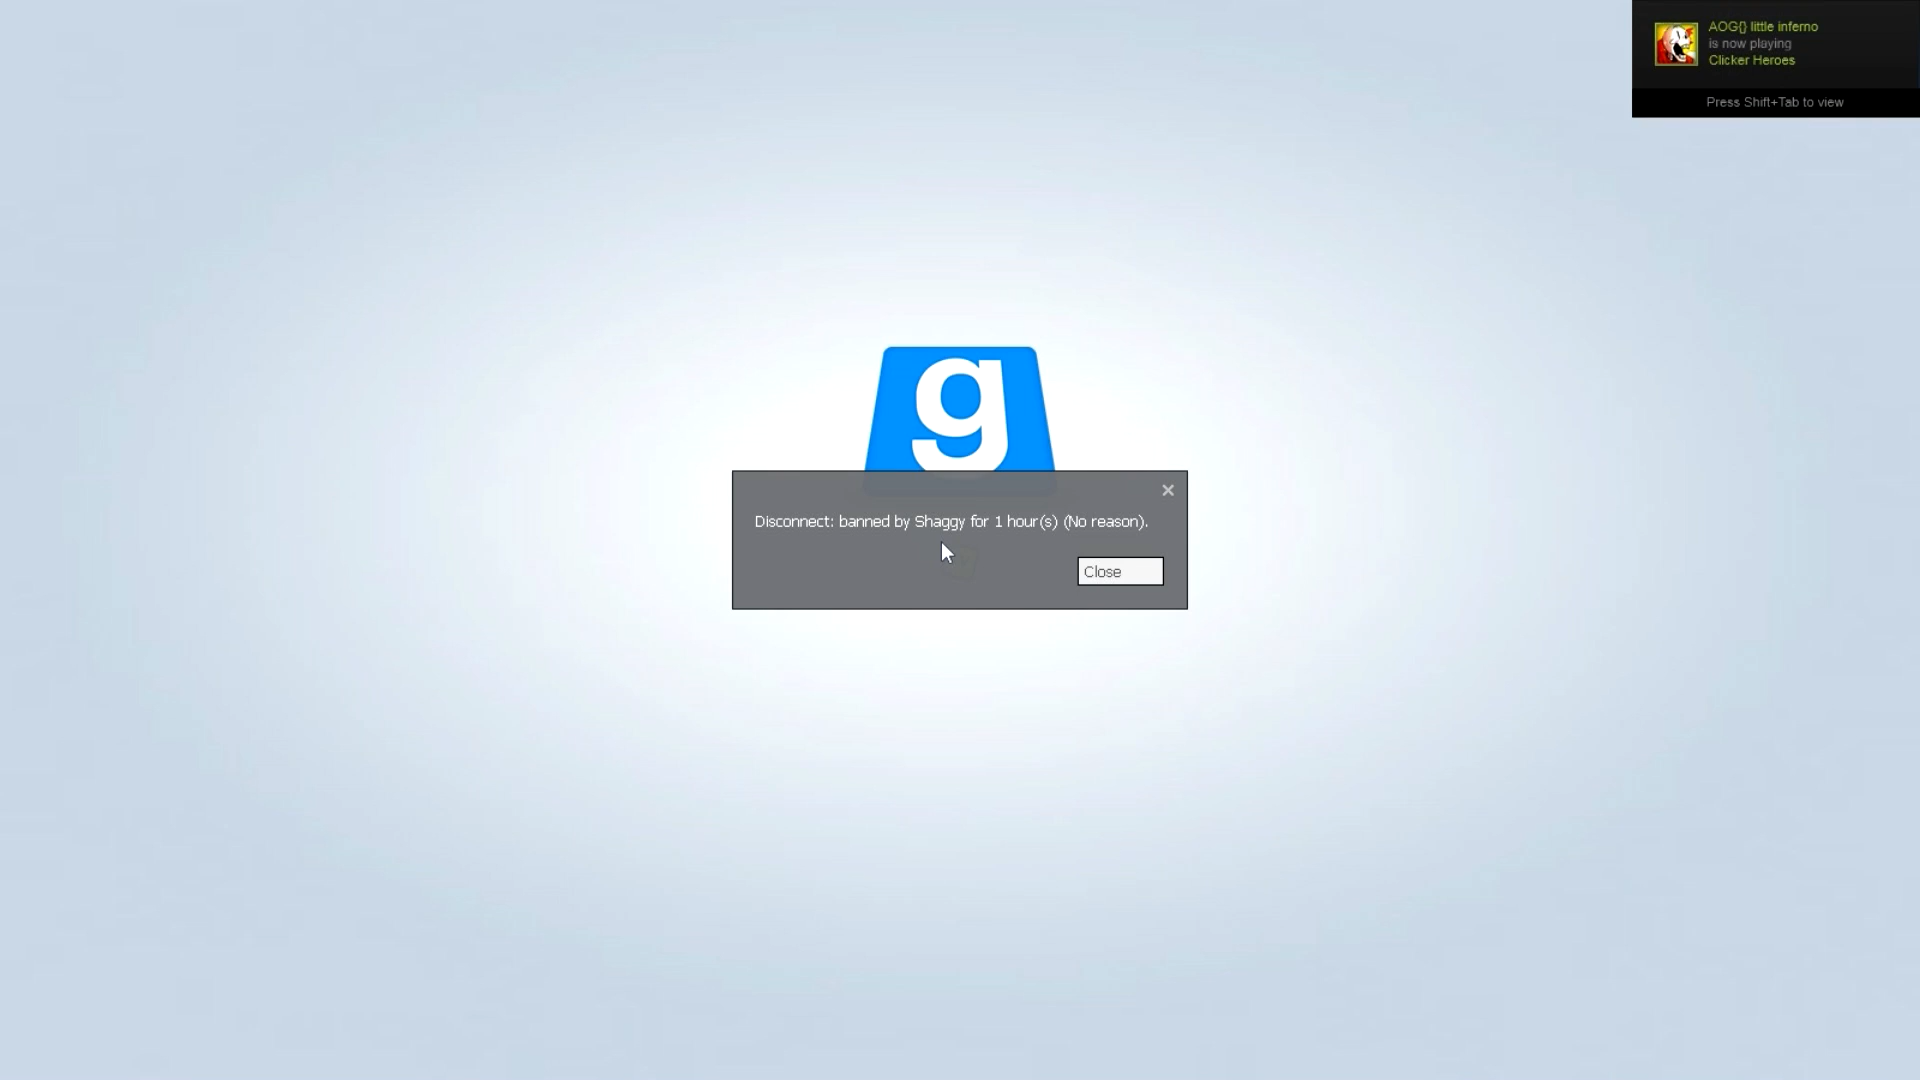 AOG{} little inferno
is now playing
Clicker Heroes
Press Shift+Tab to view
g
Disconnect: banned by Shaggy for 1 hour(s) (No reason).
Close